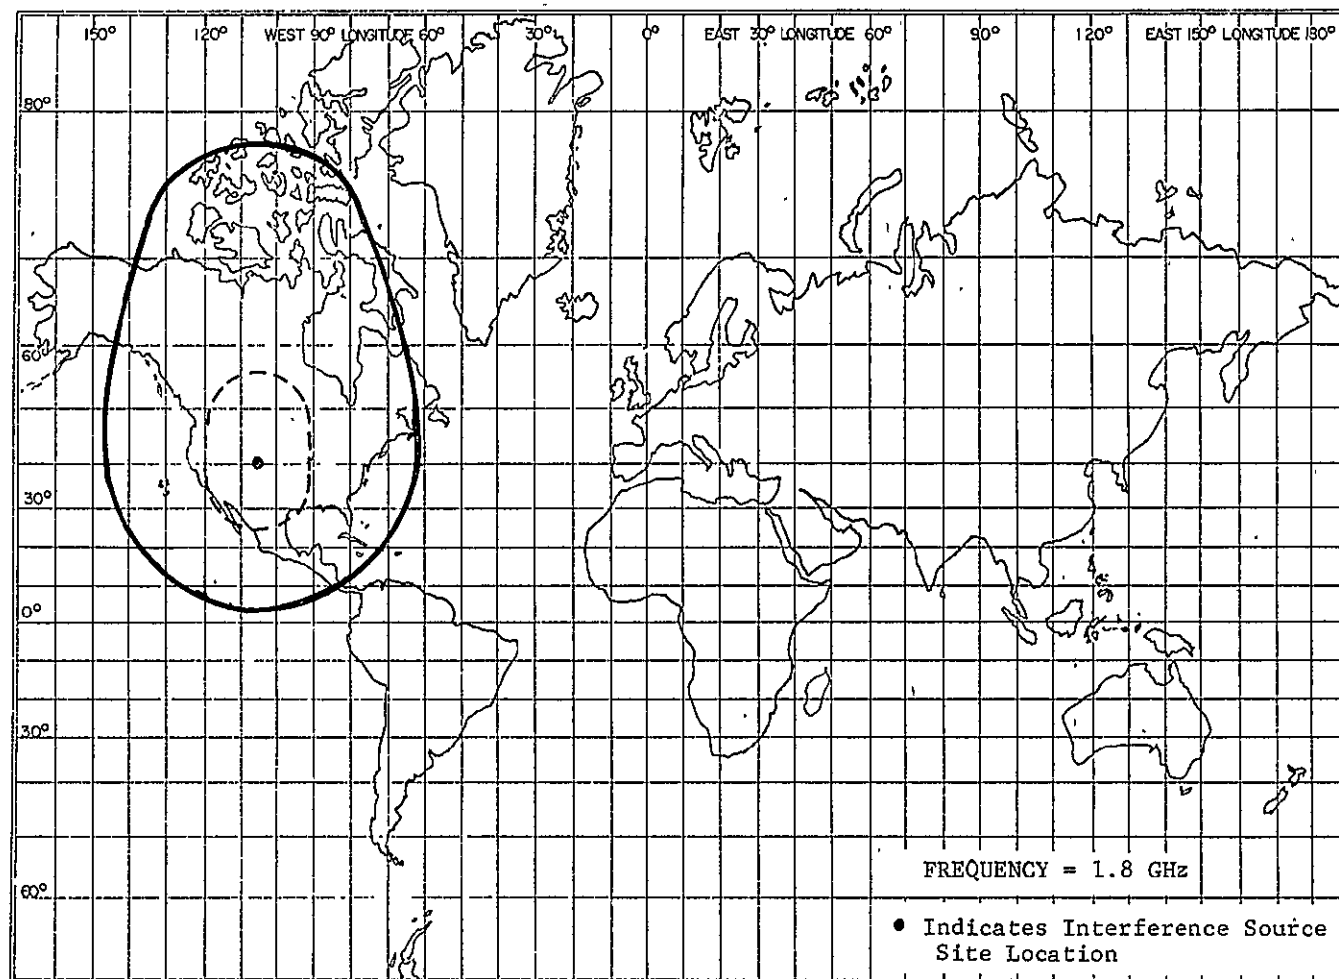 150° 120° WEST 90° LONGITUDE 60° 30° 0° EAST 30° LONGITUDE 60° 90° 120° EAST 150° LONGITUDE 180°
80°
60°
30°
0°
30°
60°
FREQUENCY = 1.8 GHz
● Indicates Interference Source
Site Location